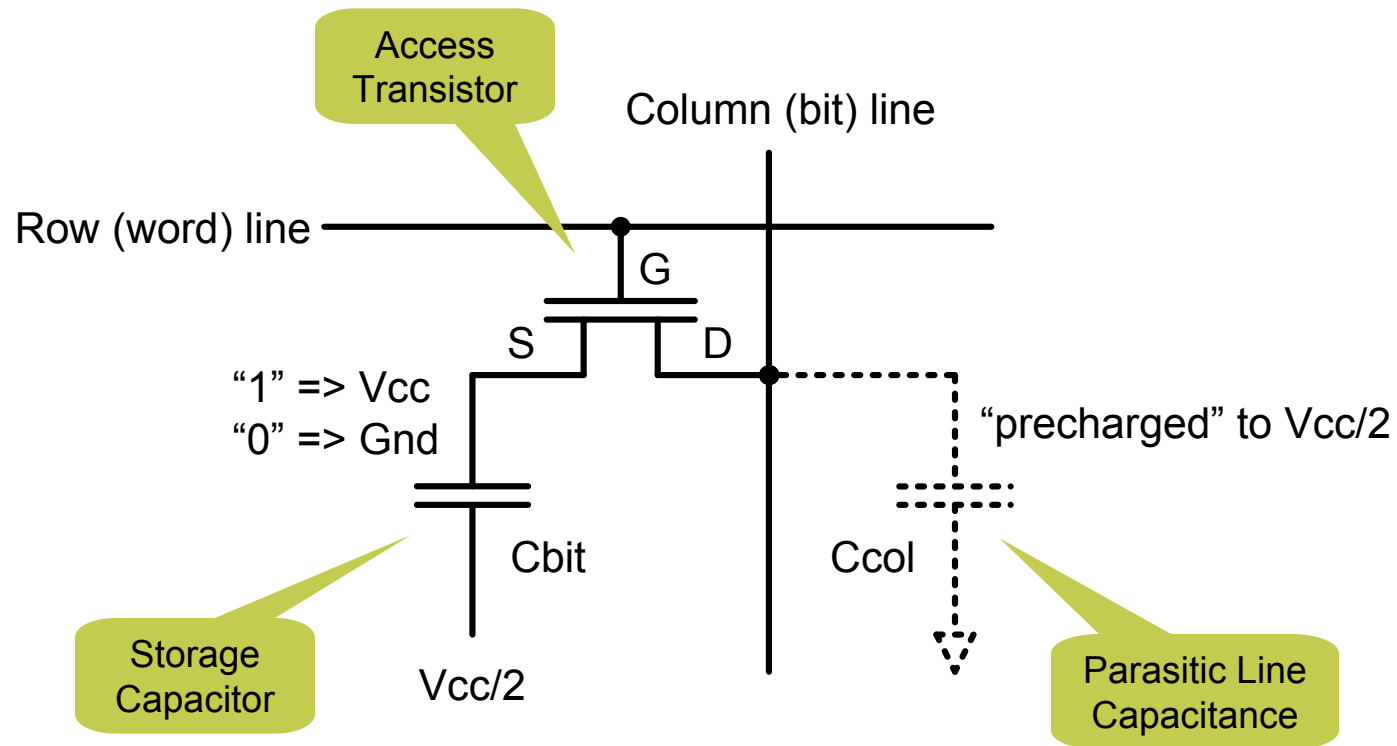 Access
Transistor
Column (bit) line
Row (word) line
G
S
D
“1” => Vcc
“0” => Gnd
“precharged” to Vcc/2
Cbit
Ccol
Storage
Capacitor
Vcc/2
Parasitic Line
Capacitance